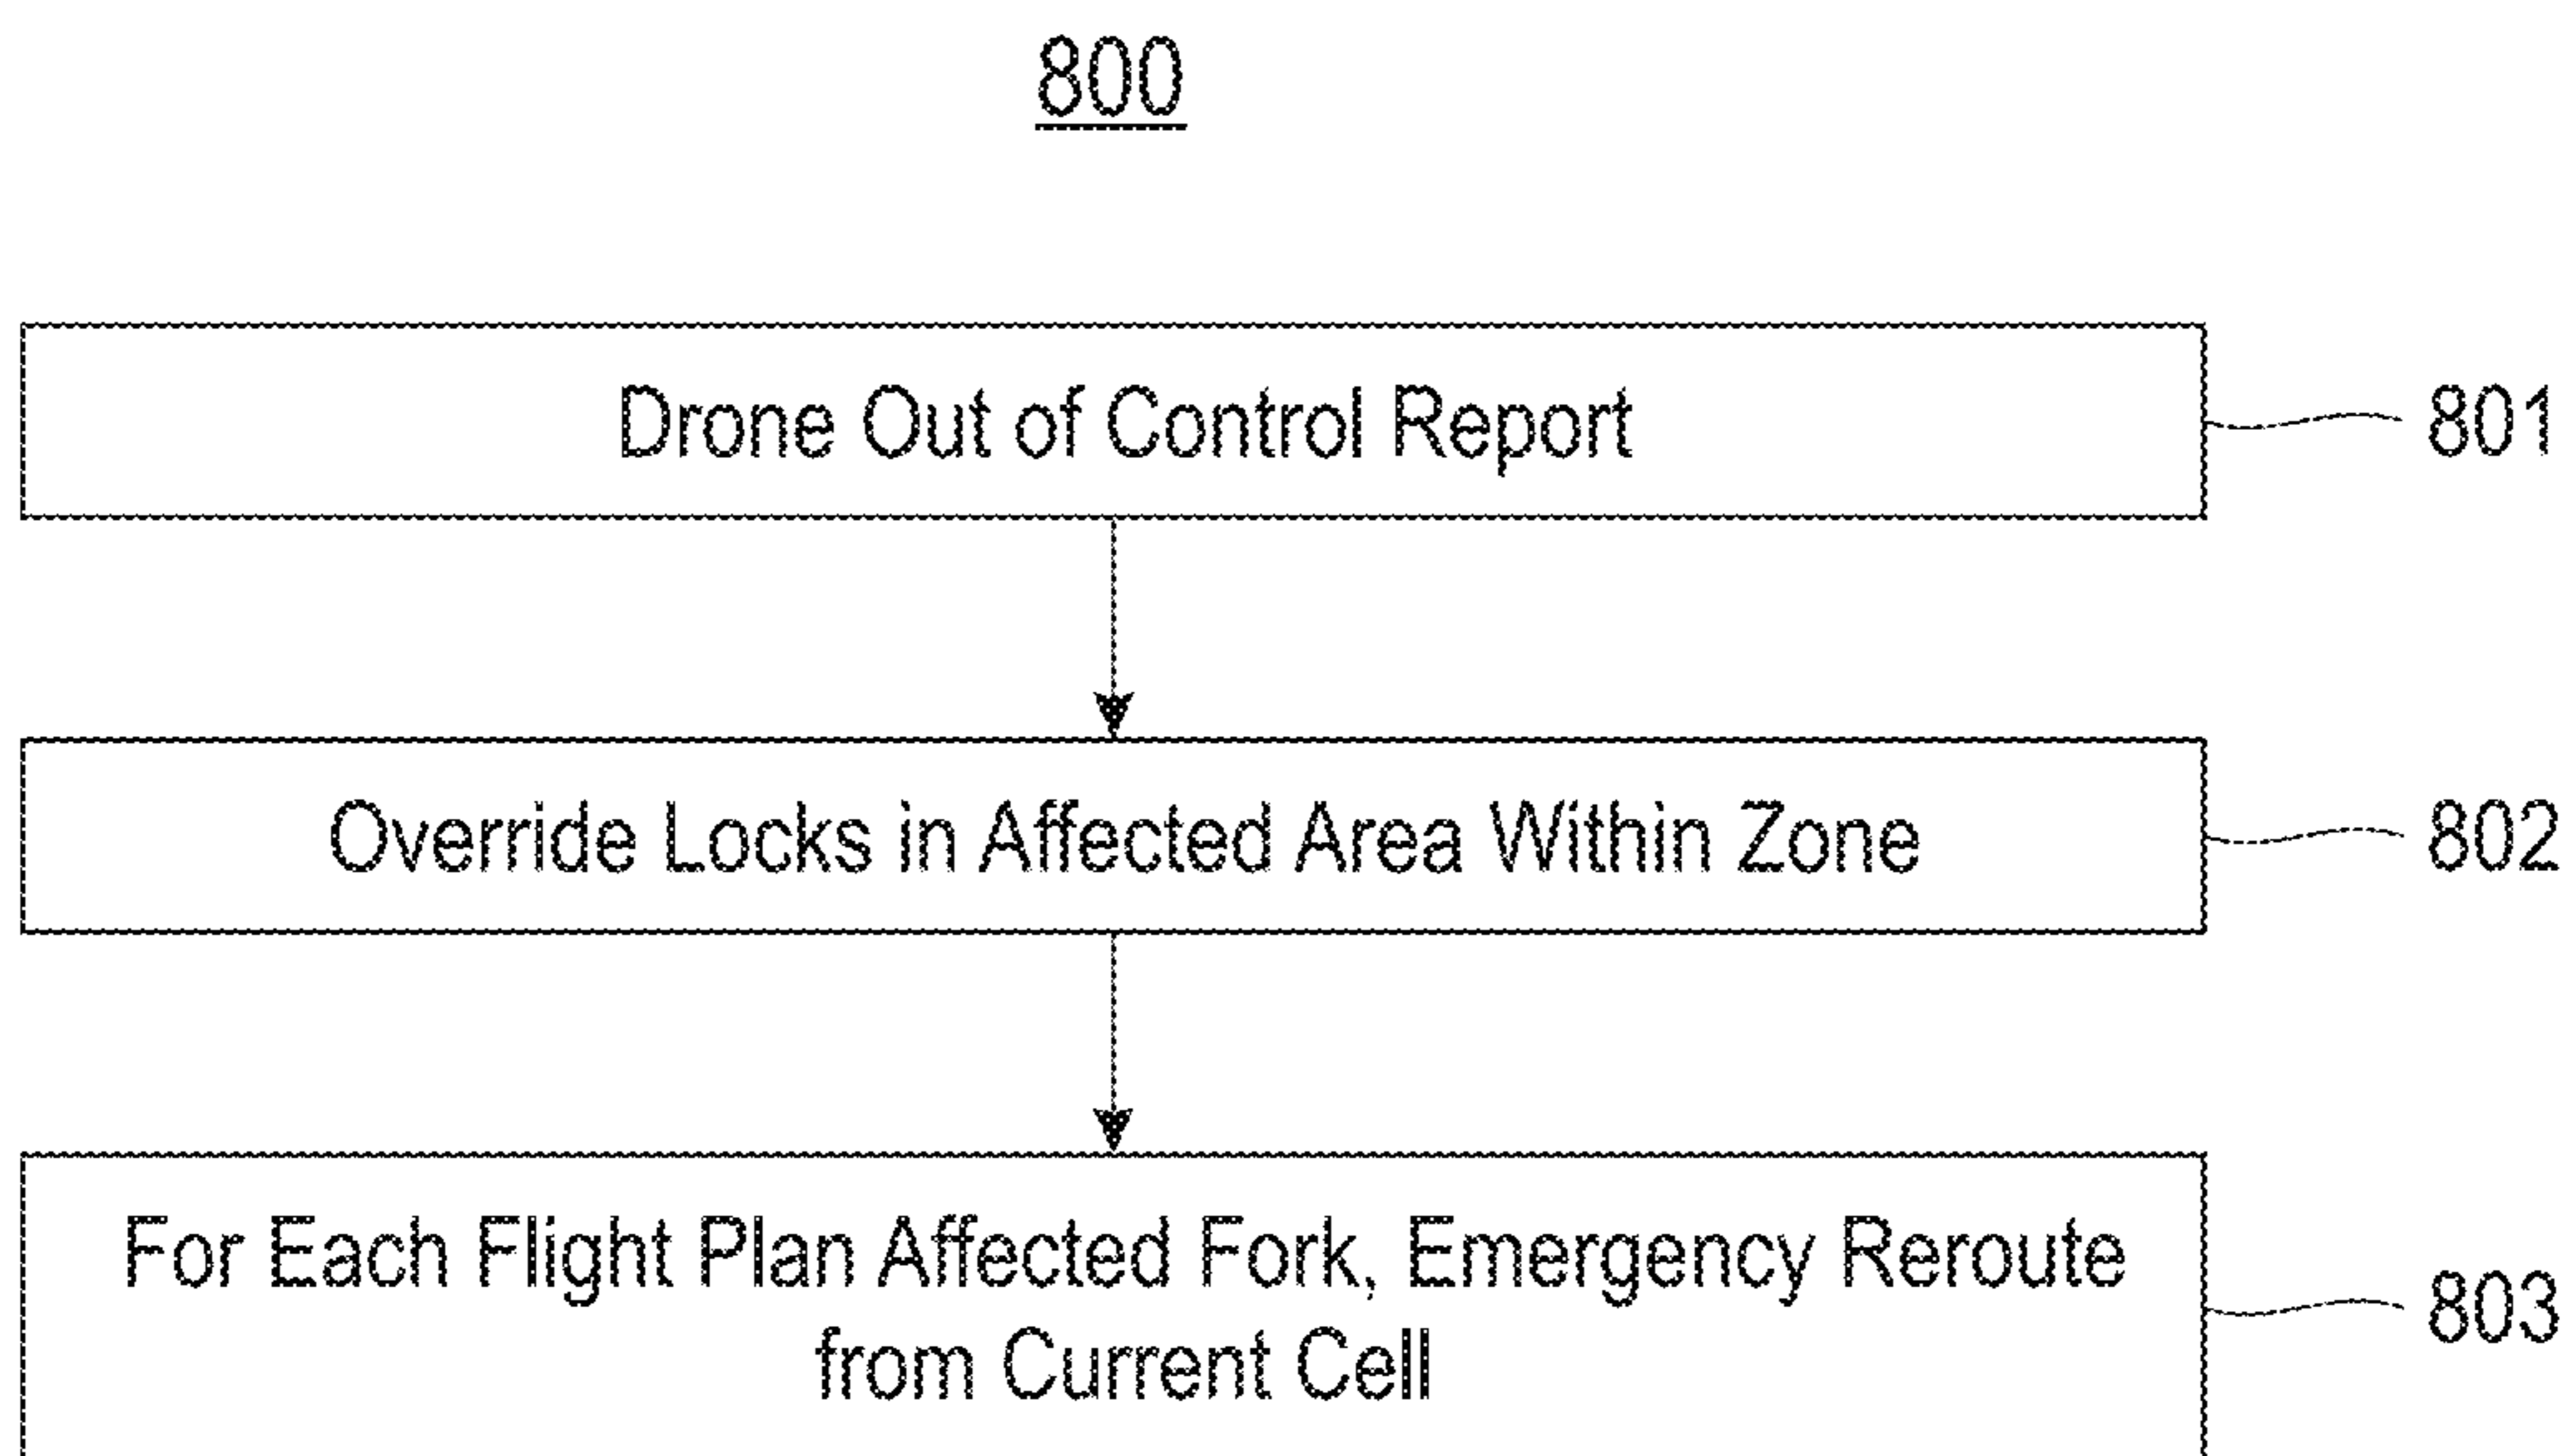 800
Drone Out of Control Report
801
Override Locks in Affected Area Within Zone
802
For Each Flight Plan Affected Fork, Emergency Reroute
from Current Cell
803